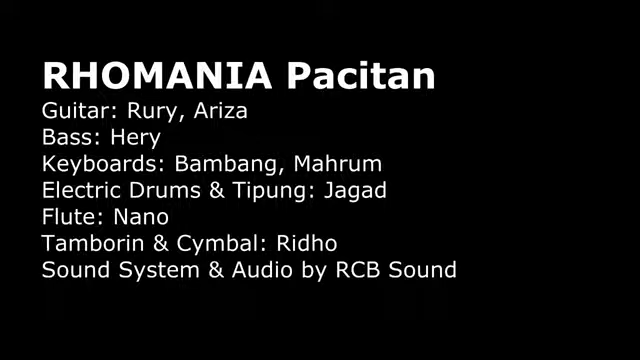 RHOMANIA Pacitan
Guitar: Rury, Ariza
Bass: Hery
Keyboards: Bambang, Mahrum
Electric Drums & Tipung: Jagad
Flute: Nano
Tamborin & Cymbal: Ridho
Sound System & Audio by RCB Sound